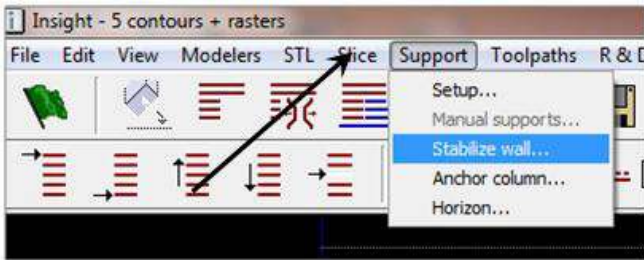 Insight - 5 contours + rasters
File Edit View Modelers STL Slice Support Toolpaths R & D
Setup...
Manual supports...
Stabilize wall...
Anchor column...
Horizon...